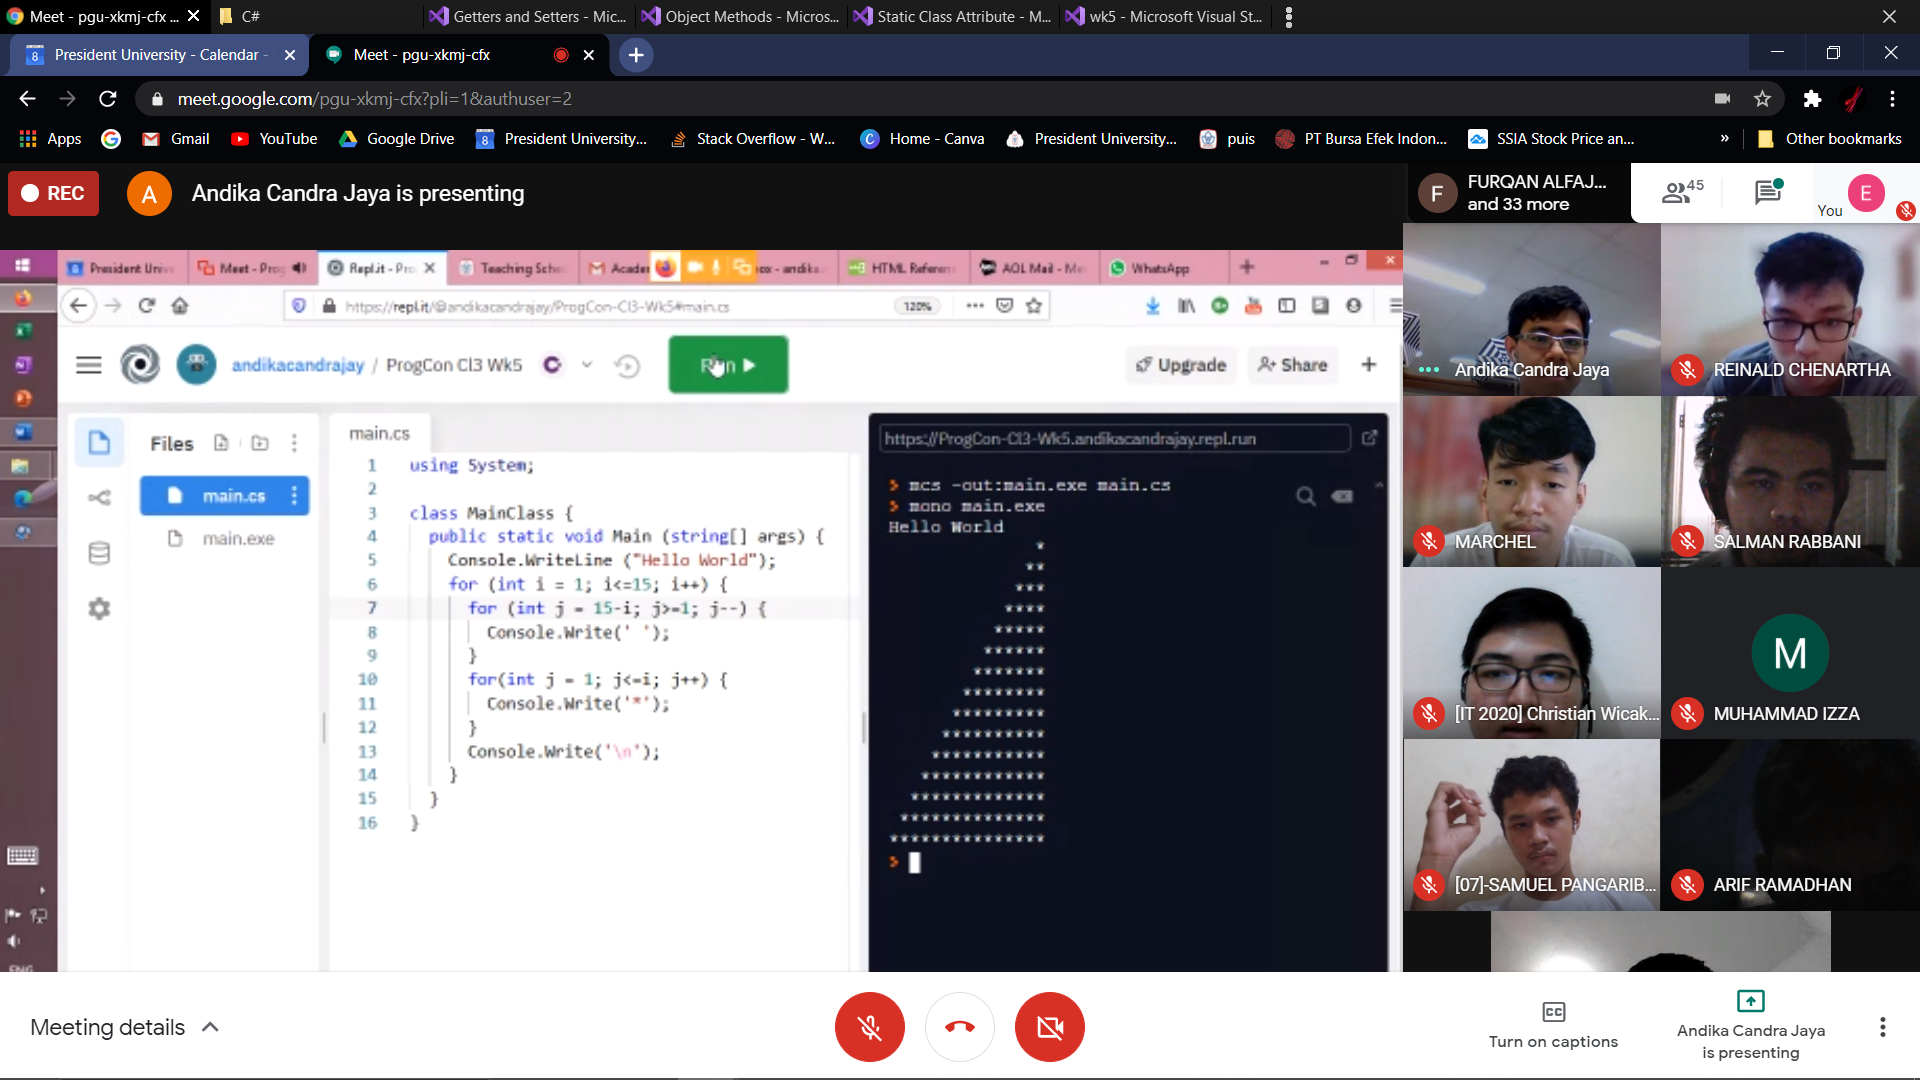 Meet - pgu-xkmj-cfx ...
C#
Getters and Setters - Mic...
Object Methods - Micros...
Static Class Attribute - M...
wk5 - Microsoft Visual St...
President University - Calendar -
Meet - pgu-xkmj-cfx
meet.google.com/pgu-xkmj-cfx?pli=1&authuser=2
Apps
Gmail
YouTube
Google Drive
President University...
Stack Overflow - W...
Home - Canva
President University...
puis
PT Bursa Efek Indon...
SSIA Stock Price an...
»
Other bookmarks
REC
A
Andika Candra Jaya is presenting
F
FURQAN ALFAJ...
and 33 more
45
You
E
President Unive
Meet - Prog
Repl.it - Pro
Teaching Sche
Acade
ox - andika.
HTML Referen
AOL Mail - Me
WhatsApp
https://repl.it/@andikacandrajay/ProgCon-Cl3-Wk5#main.cs
120%
andikacandrajay / ProgCon Cl3 Wk5
Run
Upgrade
Share
Files
main.cs
main.exe
main.cs
1 using System;
2
3 class MainClass {
4 public static void Main (string[] args) {
5 Console.WriteLine ("Hello World");
6 for (int i = 1; i<=15; i++) {
7 for (int j = 15-i; j>=1; j--) {
8 Console.Write(' ');
9 }
10 for(int j = 1; j<=i; j++) {
11 Console.Write('*');
12 }
13 Console.Write('\n');
14 }
15 }
16 }
https://ProgCon-Cl3-Wk5.andikacandrajay.repl.run
> mcs -out:main.exe main.cs
> mono main.exe
Hello World
*
**
***
****
*****
******
*******
********
*********
**********
***********
************
*************
**************
***************
>
Andika Candra Jaya
REINALD CHENARTHA
MARCHEL
SALMAN RABBANI
[IT 2020] Christian Wicak...
M
MUHAMMAD IZZA
[07]-SAMUEL PANGARIB...
ARIF RAMADHAN
Meeting details
Turn on captions
Andika Candra Jaya
is presenting